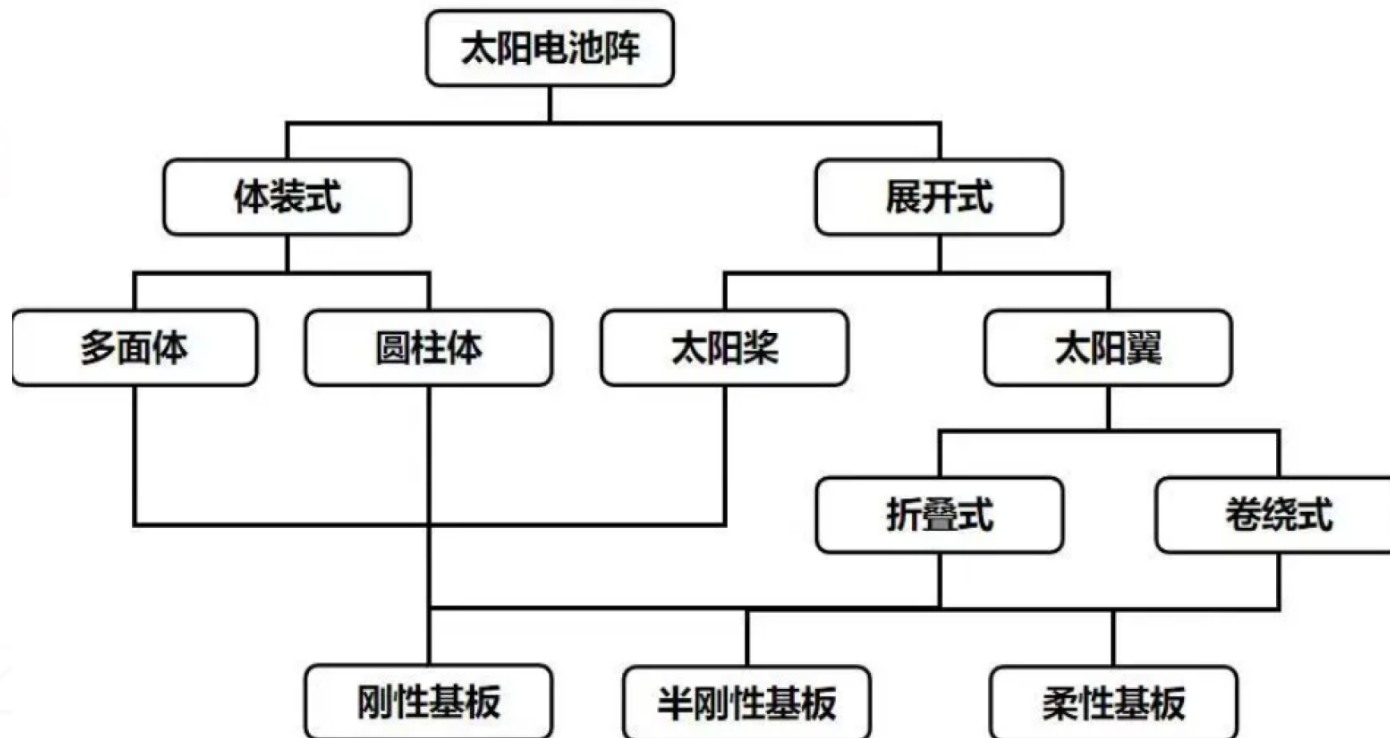 太阳电池阵
体装式
展开式
多面体
圆柱体
太阳桨
太阳翼
折叠式
卷绕式
刚性基板
半刚性基板
柔性基板